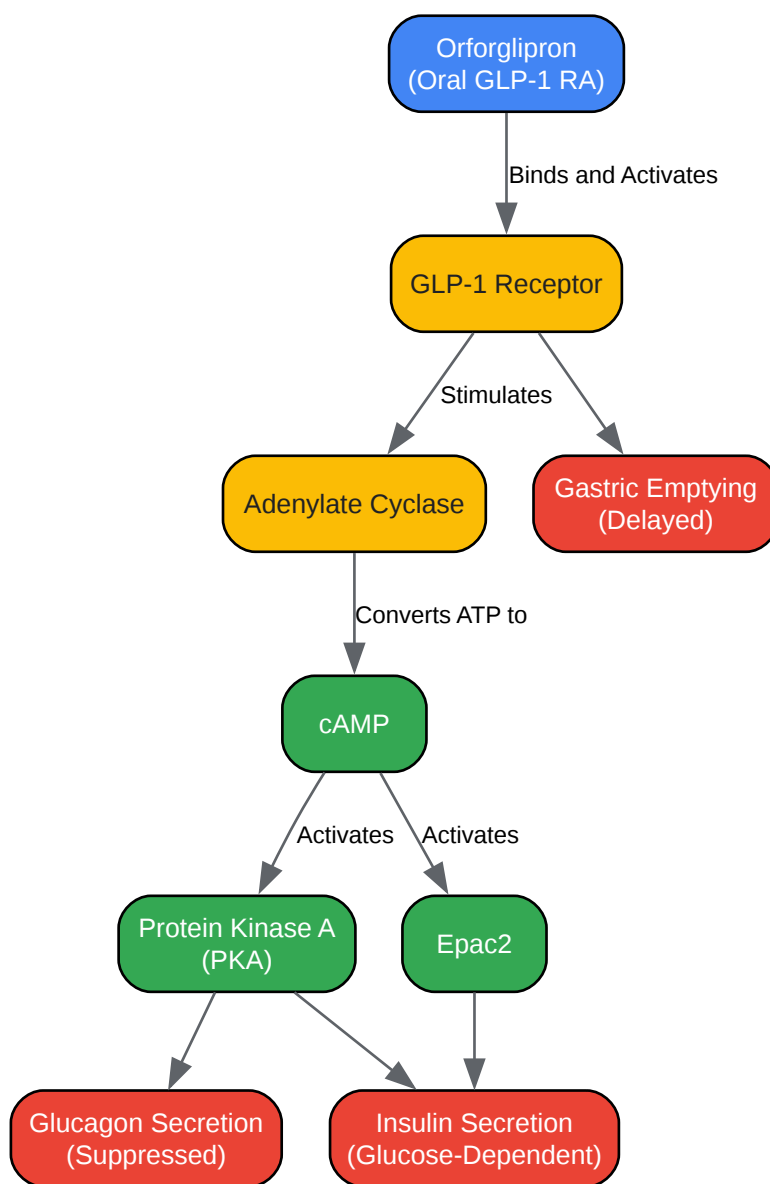 Orforglipron
(Oral GLP-1 RA)
Binds and Activates
GLP-1 Receptor
Stimulates
Adenylate Cyclase
Gastric Emptying
(Delayed)
Converts ATP to
cAMP
Activates
Activates
Protein Kinase A
(PKA)
Epac2
Glucagon Secretion
(Suppressed)
Insulin Secretion
(Glucose-Dependent)